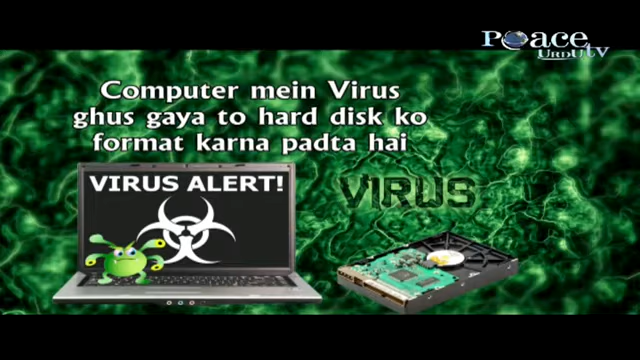 Peace
URDU tv
Computer mein Virus
ghus gaya to hard disk ko
format karna padta hai
VIRUS ALERT!
VIRUS